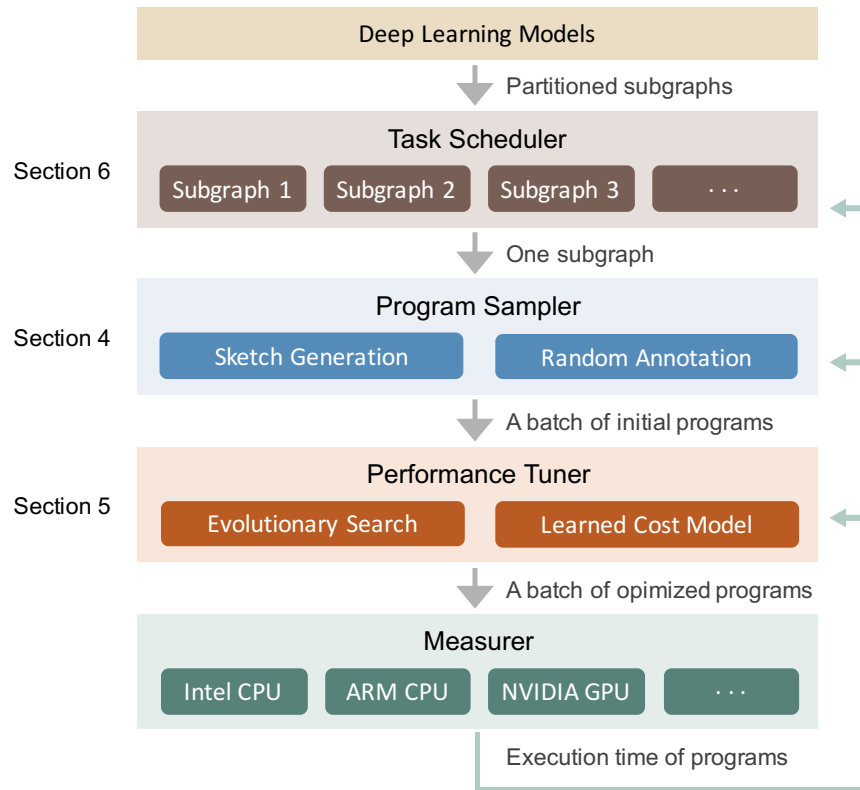 Deep Learning Models
Partitioned subgraphs
Task Scheduler
Section 6
Subgraph 1
Subgraph 2
Subgraph 3
· · ·
One subgraph
Program Sampler
Section 4
Sketch Generation
Random Annotation
A batch of initial programs
Performance Tuner
Section 5
Evolutionary Search
Learned Cost Model
A batch of opimized programs
Measurer
Intel CPU
ARM CPU
NVIDIA GPU
· · ·
Execution time of programs